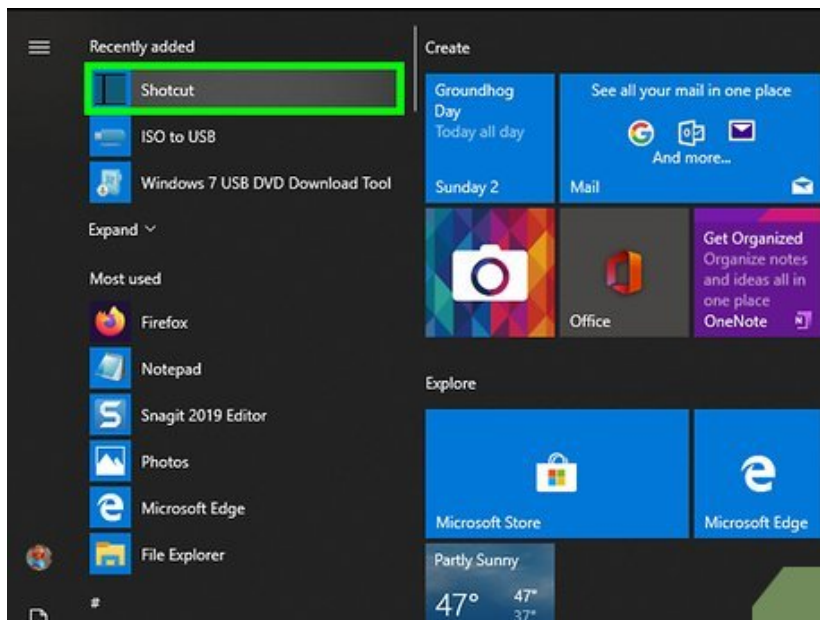 Recently added
Shotcut
ISO to USB
Windows 7 USB DVD Download Tool
Expand
Most used
Firefox
Notepad
Snagit 2019 Editor
Photos
Microsoft Edge
File Explorer
#
Create
Groundhog
Day
Today all day
Sunday 2
See all your mail in one place
And more...
Mail
Office
Get Organized
Organize notes
and ideas all in
one place
OneNote
Explore
Microsoft Store
Microsoft Edge
Partly Sunny
47° 47°
37°